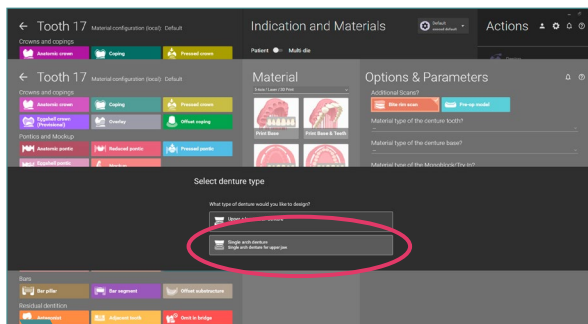 ← Tooth 17 Material configuration (local): Default
Indication and Materials
Default
Actions
Crowns and copings
Anatomic crown
Coping
Pressed crown
Patient
Multi-die
← Tooth 17 Material configuration (local): Default
Material
Options & Parameters
Crowns and copings
Additional Scans?
Anatomic crown
Coping
Pressed crown
Bite rim scan
Pre-op model
Eggshell crown
(Provisional)
Overlay
Offset coping
Material type of the denture tooth?
Print Base
Print Base & Teeth
Pontics and Mockup
Material type of the denture base?
Anatomic pontic
Reduced pontic
Pressed pontic
Eggshell pontic
Select denture type
What type of denture would you like to design?
Single arch denture
Single arch denture for upper jaw
Bars
Bar pillar
Bar segment
Offset substructure
Residual dentition
Antagonist
Adjacent tooth
Omit in bridge